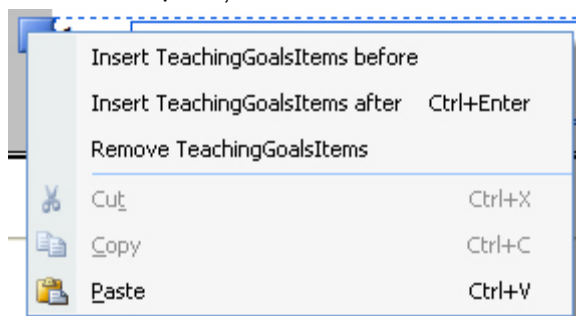 Insert TeachingGoalsItems before
Insert TeachingGoalsItems after Ctrl+Enter
Remove TeachingGoalsItems
Cut Ctrl+X
Copy Ctrl+C
Paste Ctrl+V